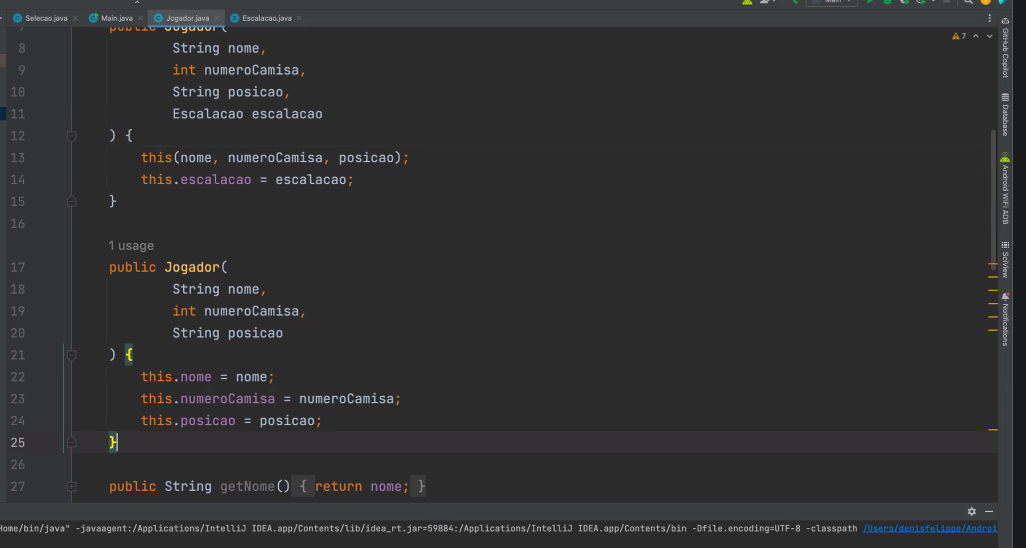 Selecao.java
Main.java
Jogador.java
Escalacao.java
7
public Jogador(
8 String nome,
9 int numeroCamisa,
10 String posicao,
11 Escalacao escalacao
12 ) {
13 this(nome, numeroCamisa, posicao);
14 this.escalacao = escalacao;
15 }
16
1 usage
17 public Jogador(
18 String nome,
19 int numeroCamisa,
20 String posicao
21 ) {
22 this.nome = nome;
23 this.numeroCamisa = numeroCamisa;
24 this.posicao = posicao;
25 }
26
27 public String getNome() { return nome; }
GitHub Copilot
Database
Android WiFi ADB
SciView
Notifications
Home/bin/java" -javaagent:/Applications/IntelliJ IDEA.app/Contents/lib/idea_rt.jar=59884:/Applications/IntelliJ IDEA.app/Contents/bin -Dfile.encoding=UTF-8 -classpath /Users/denisfelippe/Androi